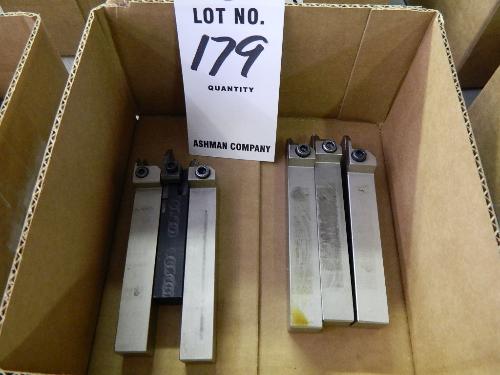 LOT NO.
179
QUANTITY
ASHMAN COMPANY